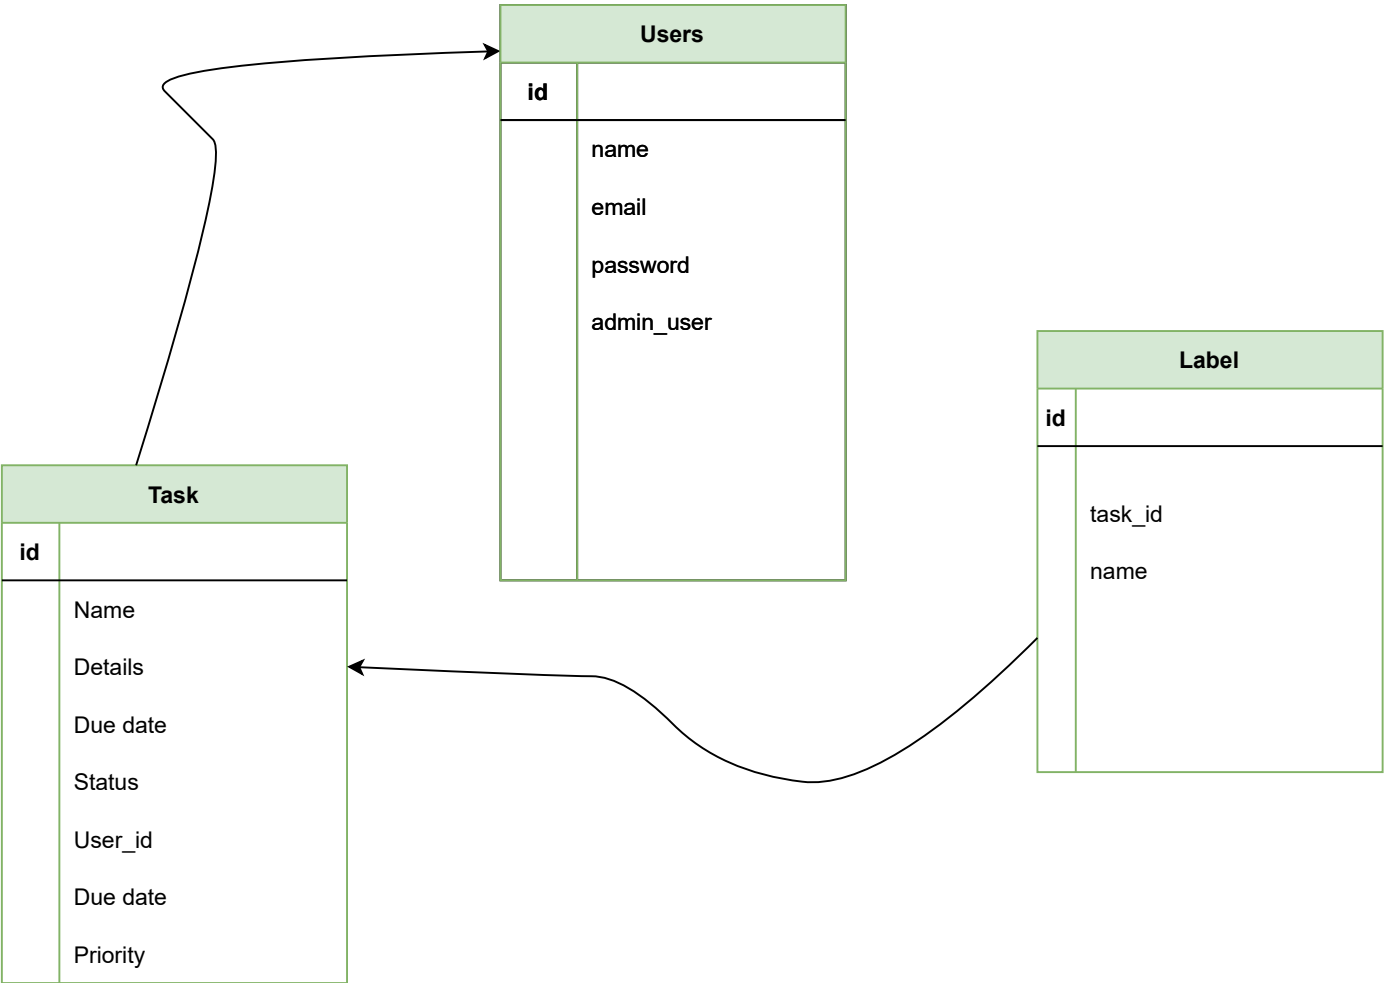 Users
id
name
email
password
admin_user
Label
id
task_id
name
Task
id
Name
Details
Due date
Status
User_id
Due date
Priority